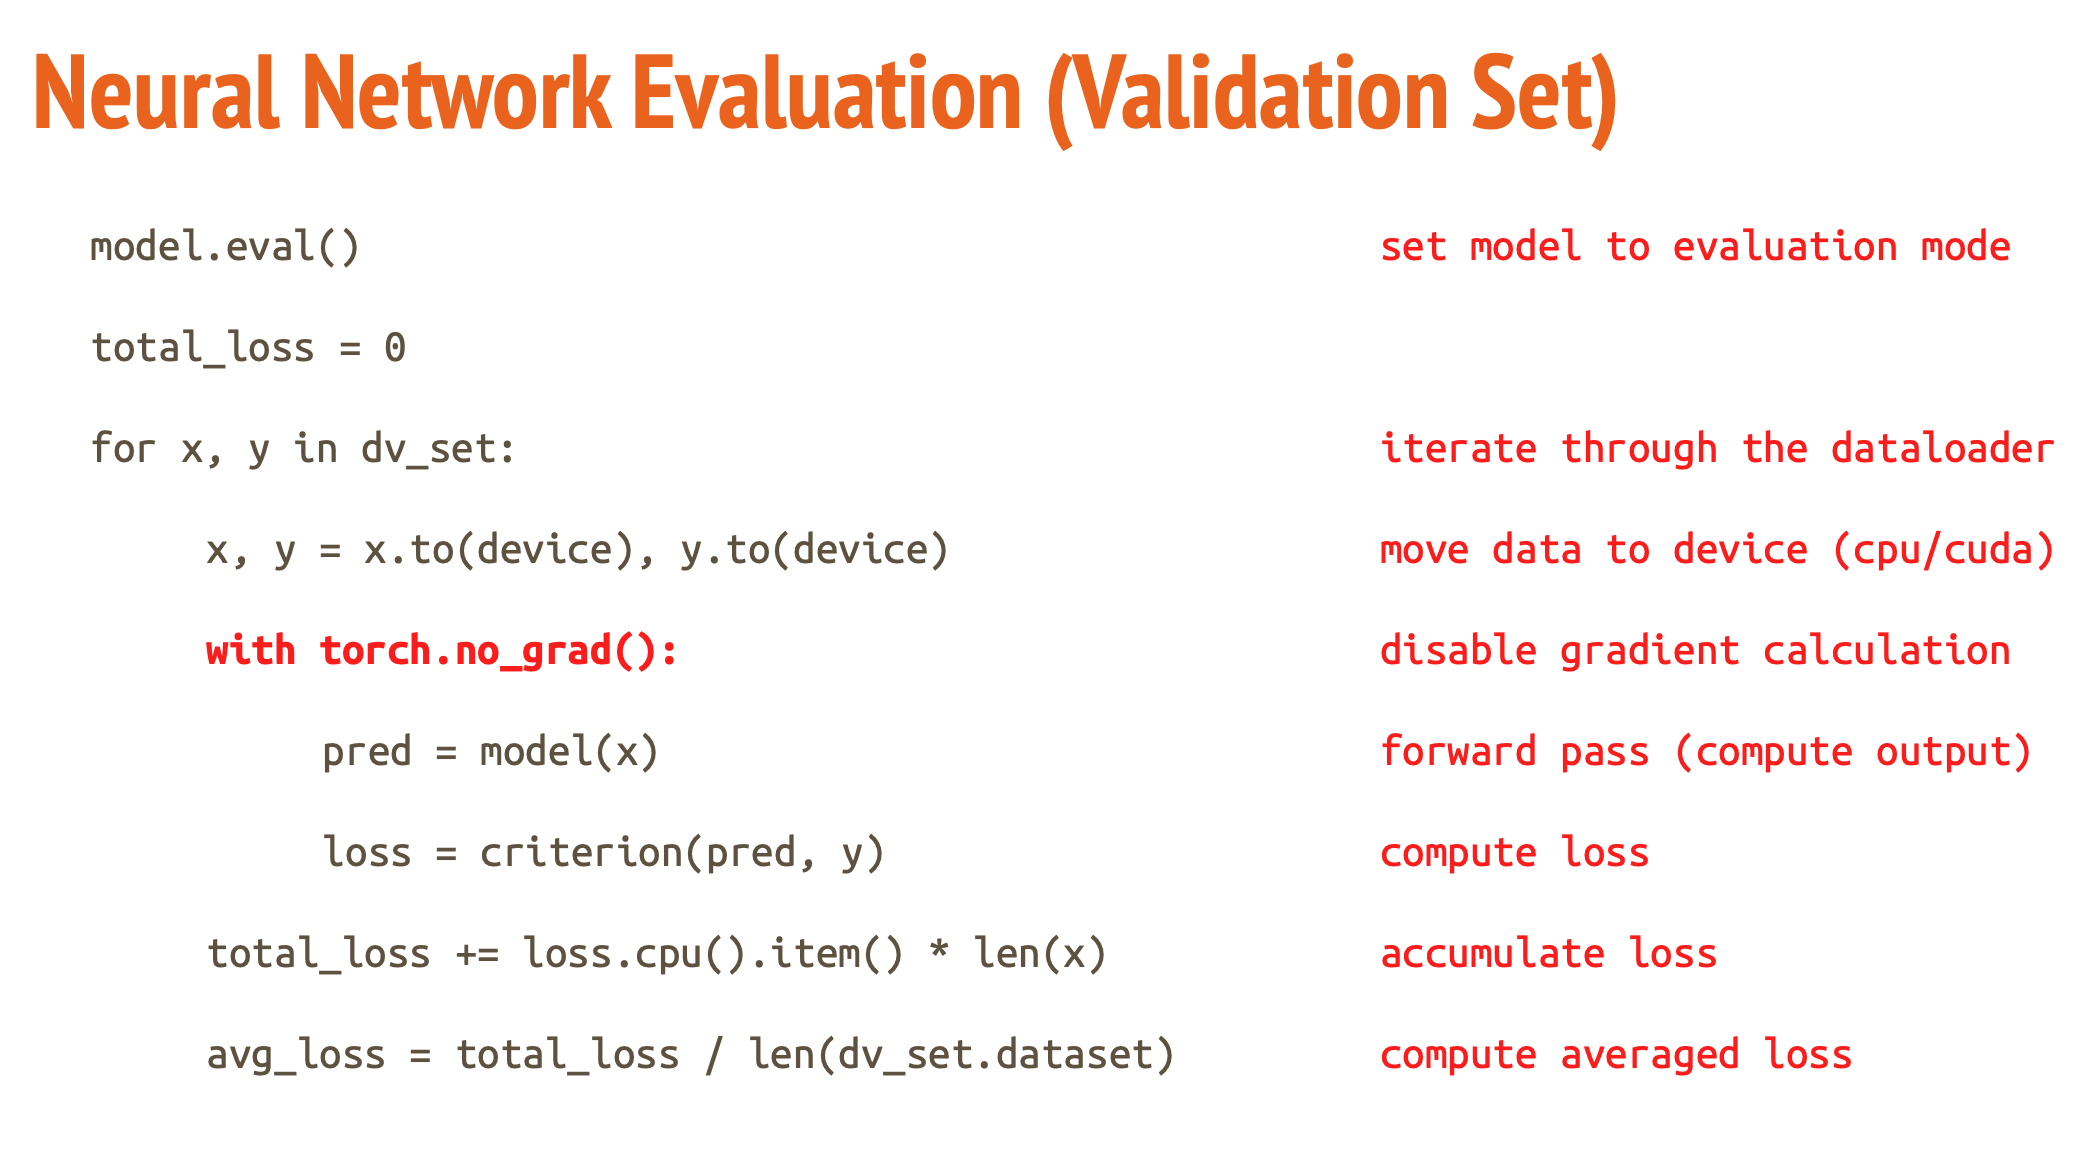 Neural Network Evaluation (Validation Set)
model.eval() set model to evaluation mode
total_loss = 0
for x, y in dv_set: iterate through the dataloader
x, y = x.to(device), y.to(device) move data to device (cpu/cuda)
with torch.no_grad(): disable gradient calculation
pred = model(x) forward pass (compute output)
loss = criterion(pred, y) compute loss
total_loss += loss.cpu().item() * len(x) accumulate loss
avg_loss = total_loss / len(dv_set.dataset) compute averaged loss